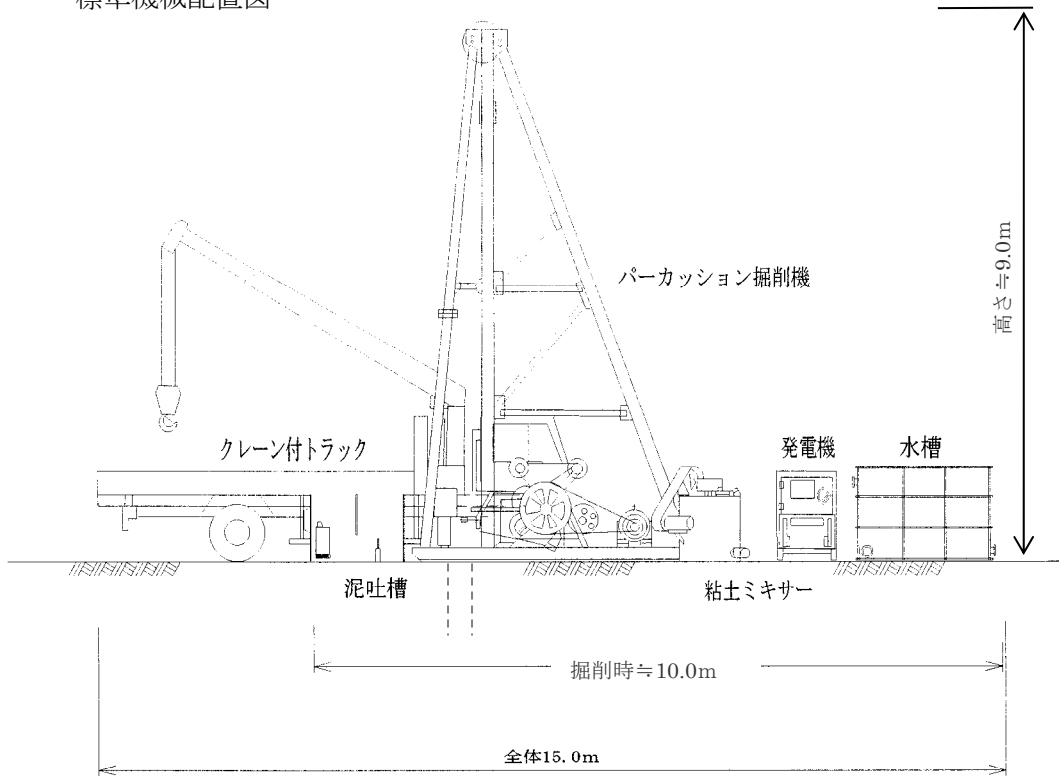 標準機械配置図
高さ≒9.0m
パーカッション掘削機
クレーン付トラック
発電機
水槽
泥吐槽
粘土ミキサー
掘削時≒10.0m
全体15.0m